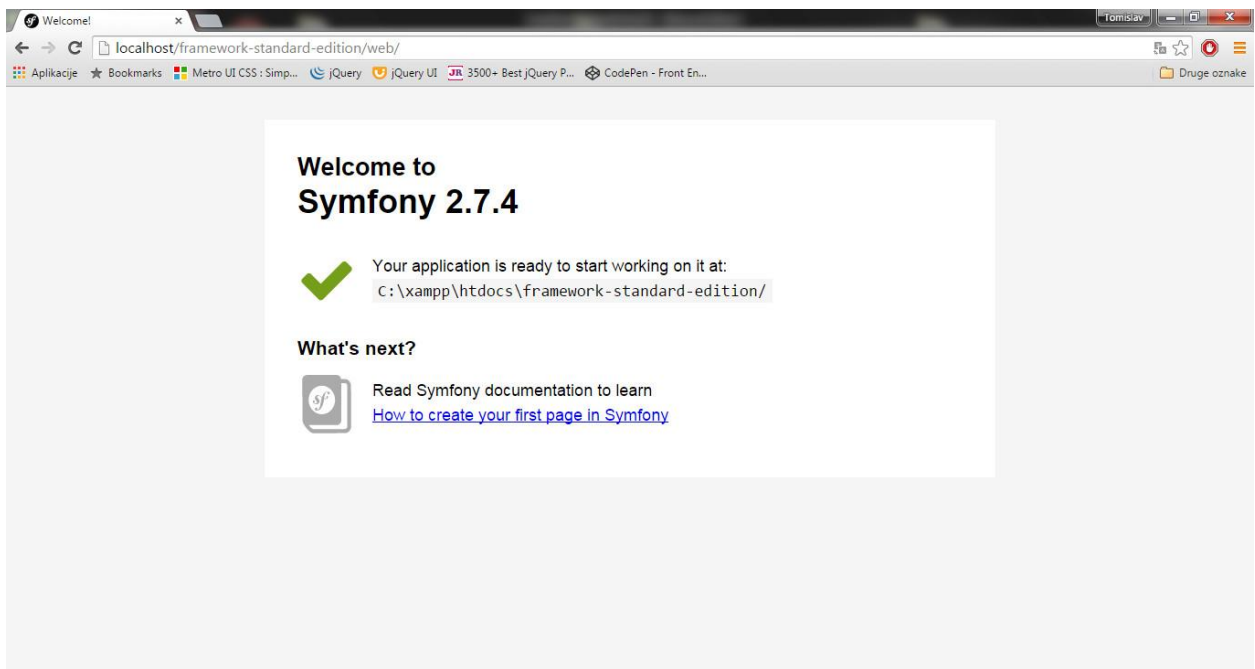 Welcome!
Tomislav
localhost/framework-standard-edition/web/
Aplikacije Bookmarks Metro UI CSS : Simp... jQuery jQuery UI JR 3500+ Best jQuery P... CodePen - Front En... Druge oznake
Welcome to
Symfony 2.7.4
Your application is ready to start working on it at:
C:\xampp\htdocs\framework-standard-edition/
What's next?
sf
Read Symfony documentation to learn
How to create your first page in Symfony